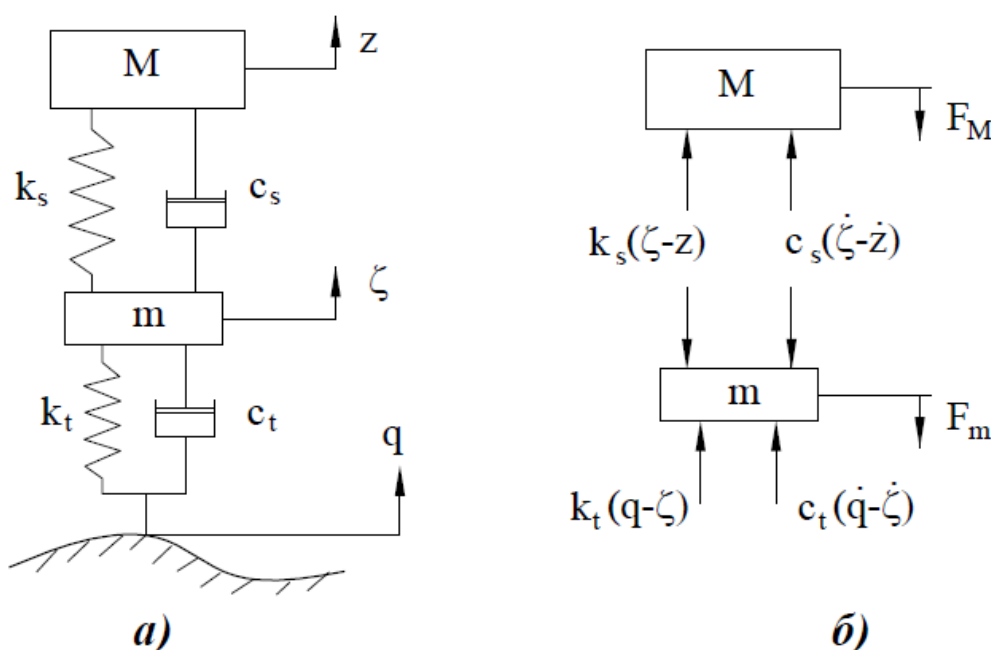 M
z
k_s
c_s
m
ζ
k_t
c_t
q
а)
M
F_M
k_s(ζ-z)
c_s(ζ̇-ż)
m
F_m
k_t(q-ζ)
c_t(q̇-ζ̇)
б)